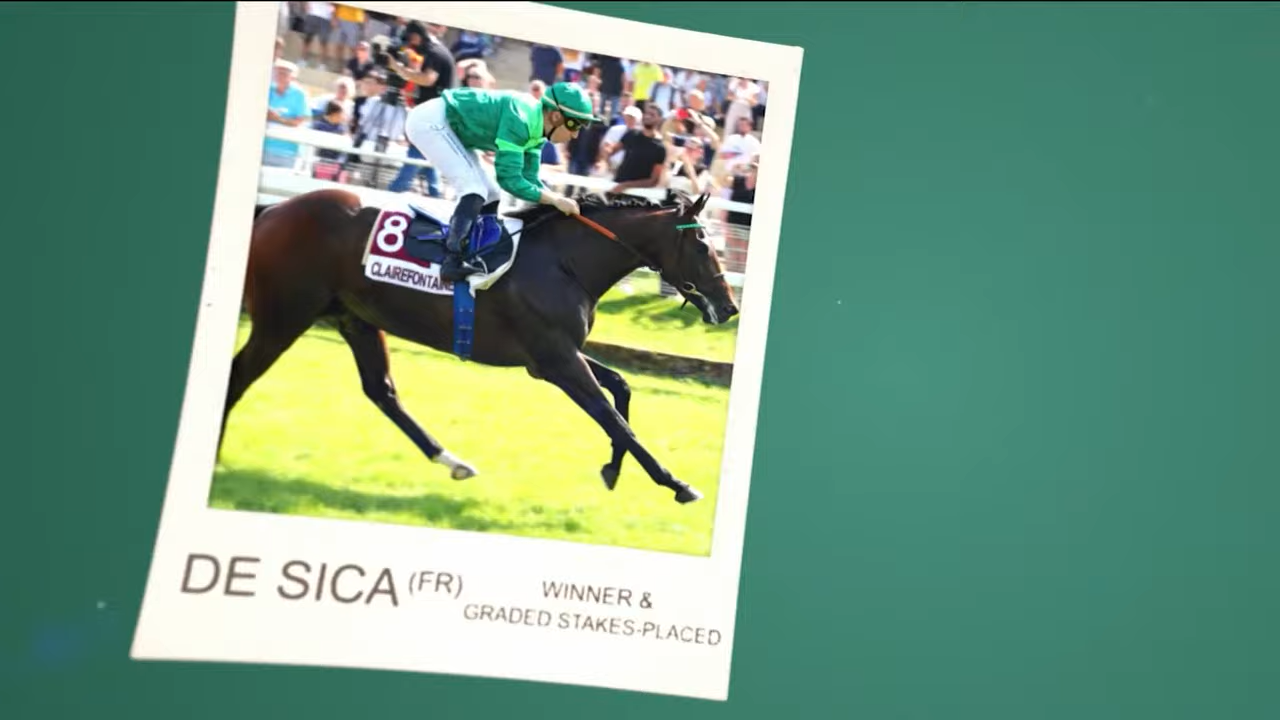 8
CLAIREFONTAINE
DE SICA (FR)
WINNER &
GRADED STAKES-PLACED